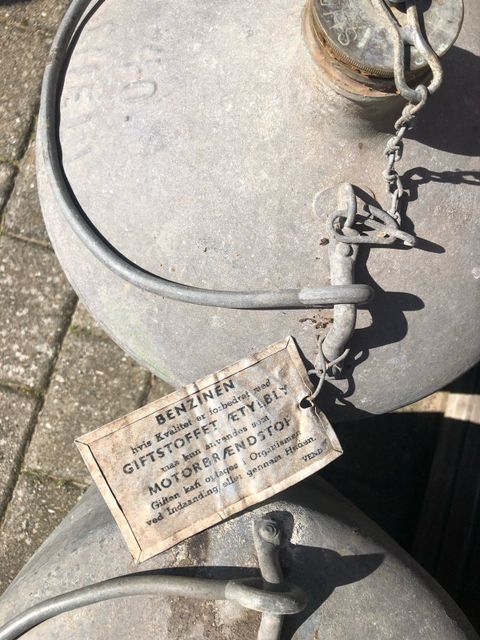 BENZINEN
hvis Kvalitet er forbedret med
GIFTSTOFFET ÆTYLBLY
maa kun anvendes som
MOTORBRÆNDSTOF
Giften kan optages i Organismen
ved Indaanding eller gennem Huden.
VEND